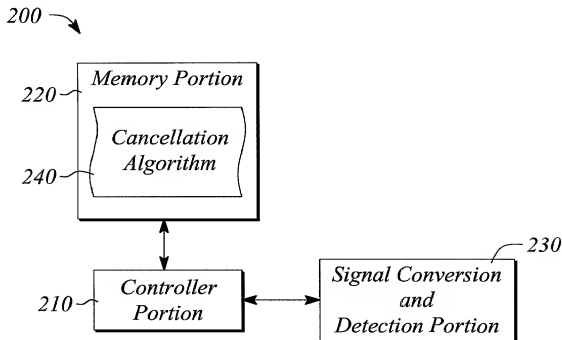 200
220
Memory Portion
Cancellation
Algorithm
240
230
210
Controller
Portion
Signal Conversion
and
Detection Portion